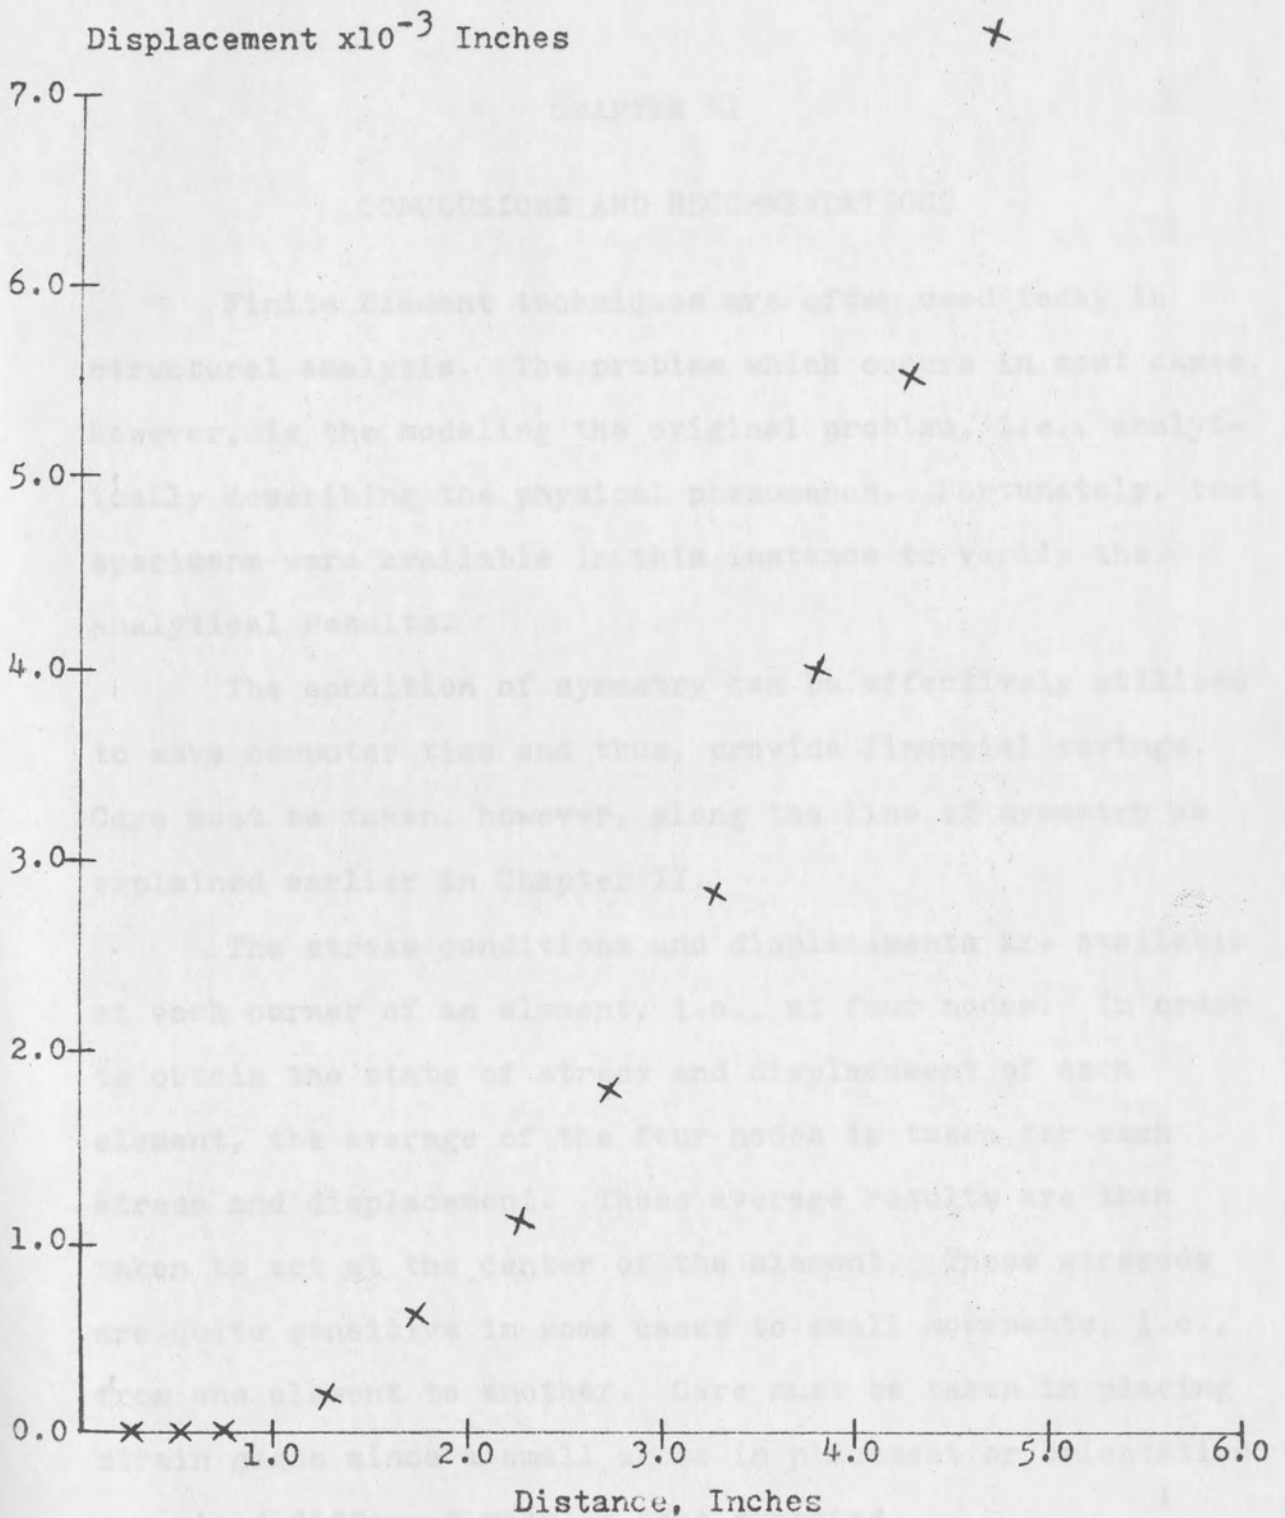 Displacement x10⁻³ Inches
7.0
CHAPTER VI
CONCLUSIONS AND RECOMMENDATIONS
6.0
Finite Element techniques are often used today in
structural analysis. The problem which occurs in most cases,
however, is the modeling the original problem, i.e., analyt-
5.0
ically describing the physical phenomenon. Fortunately, test
specimens were available in this instance to verify the
analytical results.
4.0
The condition of symmetry can be effectively utilized
to save computer time and thus, provide financial savings.
Care must be taken, however, along the line of symmetry as
3.0
explained earlier in Chapter II.
The stress conditions and displacements are available
at each corner of an element, i.e., at four nodes. In order
2.0
to obtain the state of stress and displacement of each
element, the average of the four nodes is taken for each
stress and displacement. These average results are then
1.0
taken to act at the center of the element. These stresses
are quite sensitive in some cases to small movements, i.e.,
from one element to another. Care must be taken in placing
0.0
1.0 2.0 3.0 4.0 5.0 6.0
strain since a small in placement or
Distance, Inches